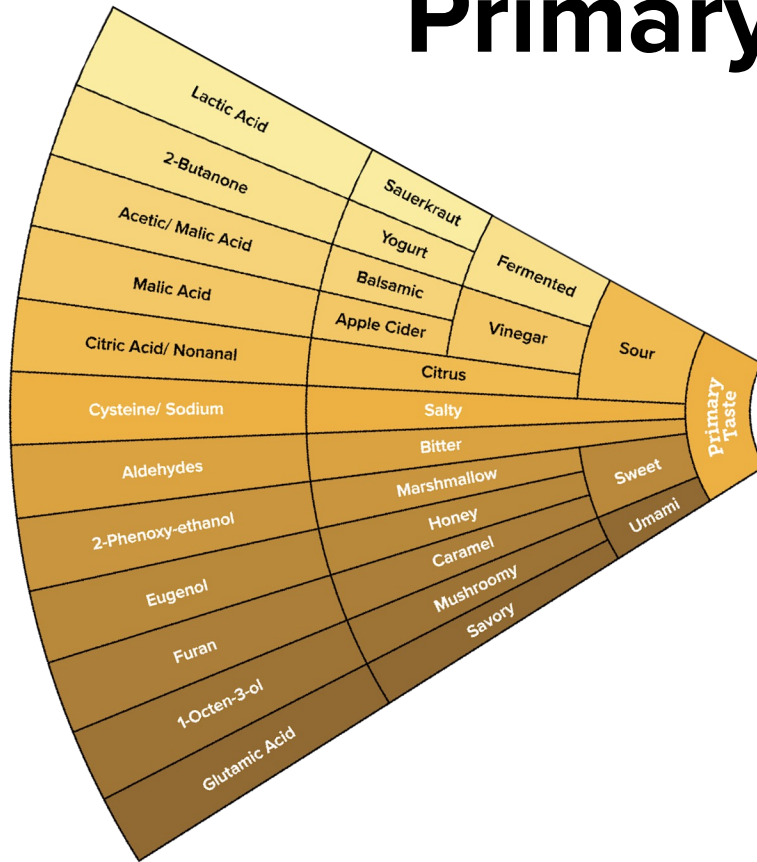 Primary
Lactic Acid
2-Butanone
Acetic/ Malic Acid
Malic Acid
Citric Acid/ Nonanal
Cysteine/ Sodium
Aldehydes
2-Phenoxy-ethanol
Eugenol
Furan
1-Octen-3-ol
Glutamic Acid
Sauerkraut
Yogurt
Balsamic
Apple Cider
Citrus
Salty
Bitter
Marshmallow
Honey
Caramel
Mushroomy
Savory
Fermented
Vinegar
Sour
Sweet
Umami
Primary
Taste